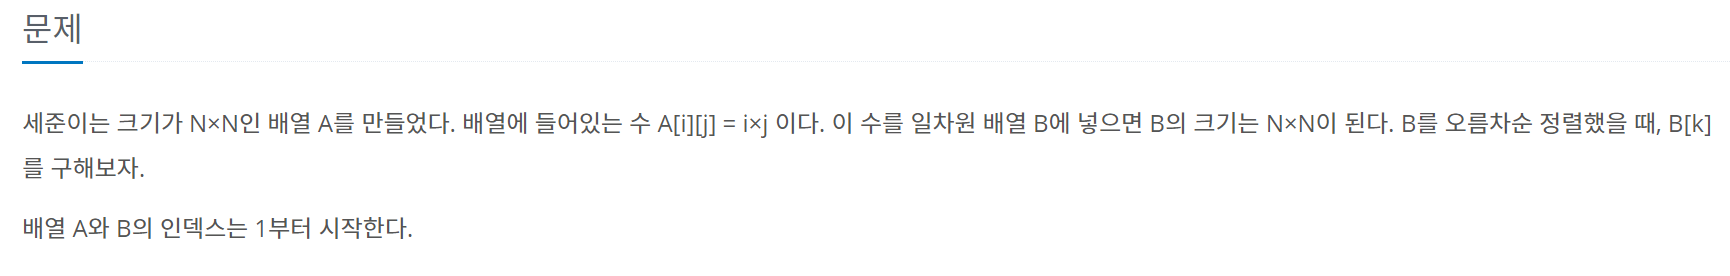 문제
세준이는 크기가 N×N인 배열 A를 만들었다. 배열에 들어있는 수 A[i][j] = i×j 이다. 이 수를 일차원 배열 B에 넣으면 B의 크기는 N×N이 된다. B를 오름차순 정렬했을 때, B[k]
를 구해보자.
배열 A와 B의 인덱스는 1부터 시작한다.